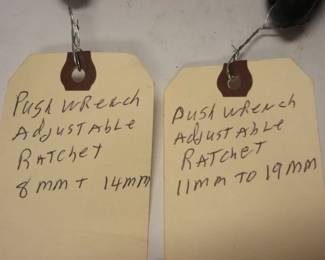 Push wRench
AdjustAble
RAtchet
8mm + 14mm
Push wRench
AdjustAble
RAtchet
11mm to 19mm